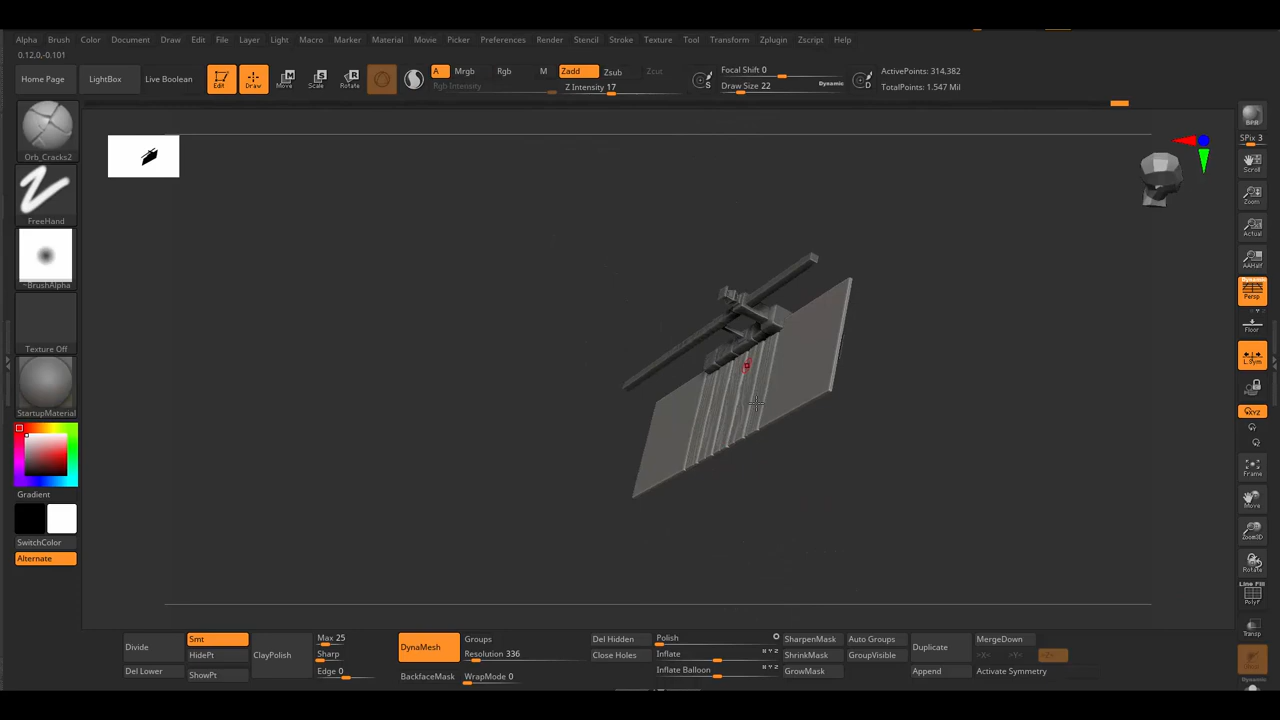 Alpha Brush Color Document Draw Edit File Layer Light Macro Marker Material Movie Picker Preferences Render Stencil Stroke Texture Tool Transform Zplugin Zscript Help
0.12,0,-0.101
Home Page LightBox Live Boolean Edit Draw Move Scale Rotate A Mrgb Rgb M Zadd Zsub Zcut Focal Shift 0 ActivePoints: 314,382
Rgb Intensity Z Intensity 17 S Draw Size 22 Dynamic D TotalPoints: 1.547 Mil
Orb_Cracks2
FreeHand
~BrushAlpha
Texture Off
StartupMaterial
Gradient
SwitchColor
Alternate
BPR
SPix 3
Scroll
Zoom
Actual
AAHalf
Dynamic
Persp
Floor
L.Sym
XYZ
Frame
Move
Zoom3D
Rotate
Line Fill
PolyF
Transp
Dynamic
Divide Smt Max 25 DynaMesh Groups Del Hidden Polish SharpenMask Auto Groups Duplicate MergeDown
HidePt ClayPolish Sharp Resolution 336 Close Holes Inflate XYZ ShrinkMask GroupVisible >X< >Y< >Z<
Del Lower ShowPt Edge 0 BackfaceMask WrapMode 0 Inflate Balloon XYZ GrowMask Append Activate Symmetry